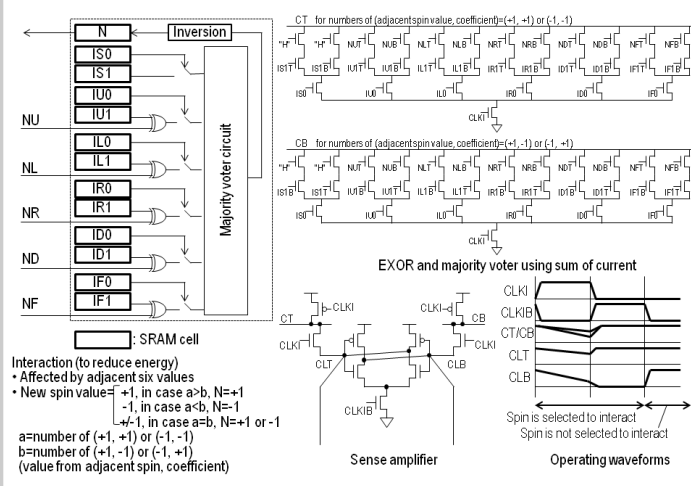 N
Inversion
IS0
IS1
IU0
IU1
NU
IL0
IL1
NL
IR0
IR1
NR
ID0
ID1
ND
IF0
IF1
NF
Majority voter circuit
: SRAM cell
Interaction (to reduce energy)
• Affected by adjacent six values
• New spin value= +1, in case a>b, N=+1
-1, in case a<b, N=-1
+/-1, in case a=b, N=+1 or -1
a=number of (+1, +1) or (-1, -1)
b=number of (+1, -1) or (-1, +1)
(value from adjacent spin, coefficient)
CT for numbers of (adjacent spin value, coefficient)=(+1, +1) or (-1, -1)
"H" "H" NUT NUB NLT NLB NRT NRB NDT NDB NFT NFB
IS1T IS1B IU1T IU1B IL1T IL1B IR1T IR1B ID1T ID1B IF1T IF1B
IS0 IU0 IL0 IR0 ID0 IF0
CLKI
CB for numbers of (adjacent spin value, coefficient)=(+1, -1) or (-1, +1)
"H" "H" NUT NUB NLT NLB NRT NRB NDT NDB NFT NFB
IS1B IS1T IU1B IU1T IL1B IL1T IR1B IR1T ID1B ID1T IF1B IF1T
IS0 IU0 IL0 IR0 ID0 IF0
CLKI
EXOR and majority voter using sum of current
CT CLKI CLKI CB
CLKI CLKI
CLT CLB
CLKIB
Sense amplifier
CLKI
CLKIB
CT/CB
CLT
CLB
Spin is selected to interact
Spin is not selected to interact
Operating waveforms